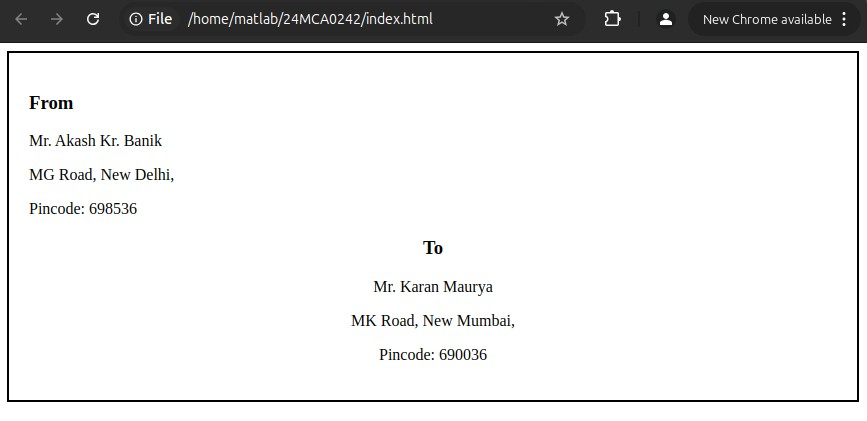 File /home/matlab/24MCA0242/index.html New Chrome available
From
Mr. Akash Kr. Banik
MG Road, New Delhi,
Pincode: 698536
To
Mr. Karan Maurya
MK Road, New Mumbai,
Pincode: 690036